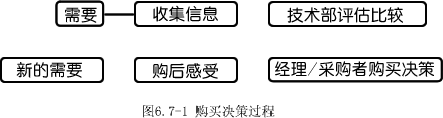 需要 收集信息 技术部评估比较
新的需要 购后感受 经理/采购者购买决策
图6.7-1 购买决策过程